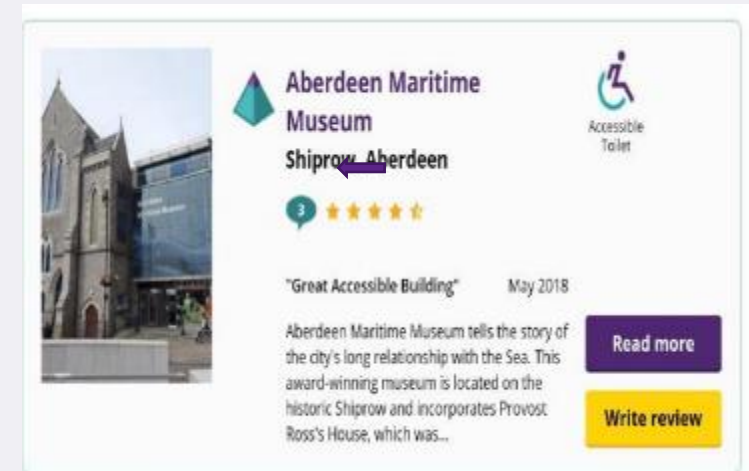 Aberdeen Maritime
Museum
Shiprow, Aberdeen
Accessible
Toilet
3
"Great Accessible Building" May 2018
Aberdeen Maritime Museum tells the story of
the city's long relationship with the Sea. This
award-winning museum is located on the
historic Shiprow and incorporates Provost
Ross's House, which was...
Read more
Write review